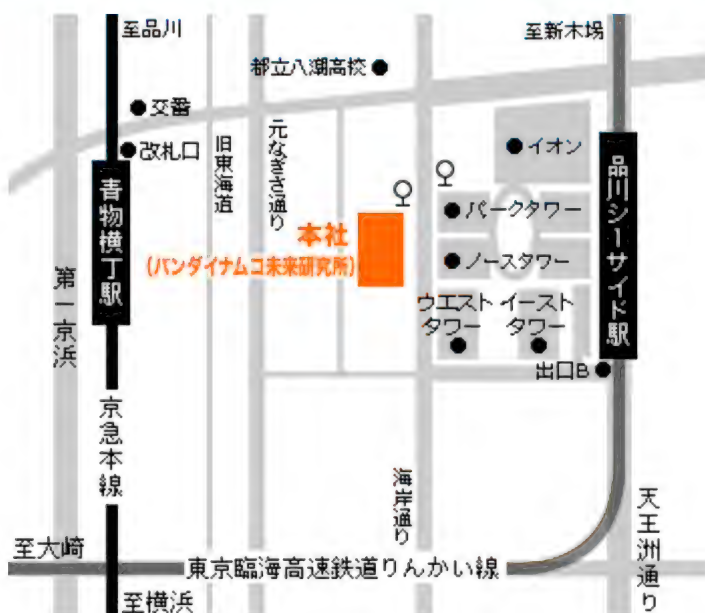 至品川
至新木場
都立八潮高校
交番
改札口
旧東海道
元なぎさ通り
イオン
品川シーサイド駅
青物横丁駅
パークタワー
本社
(バンダイナムコ未来研究所)
ノースタワー
第一京浜
ウエスト
タワー
イースト
タワー
出口B
京急本線
海岸通り
天王洲通り
至大崎
東京臨海高速鉄道りんかい線
至横浜